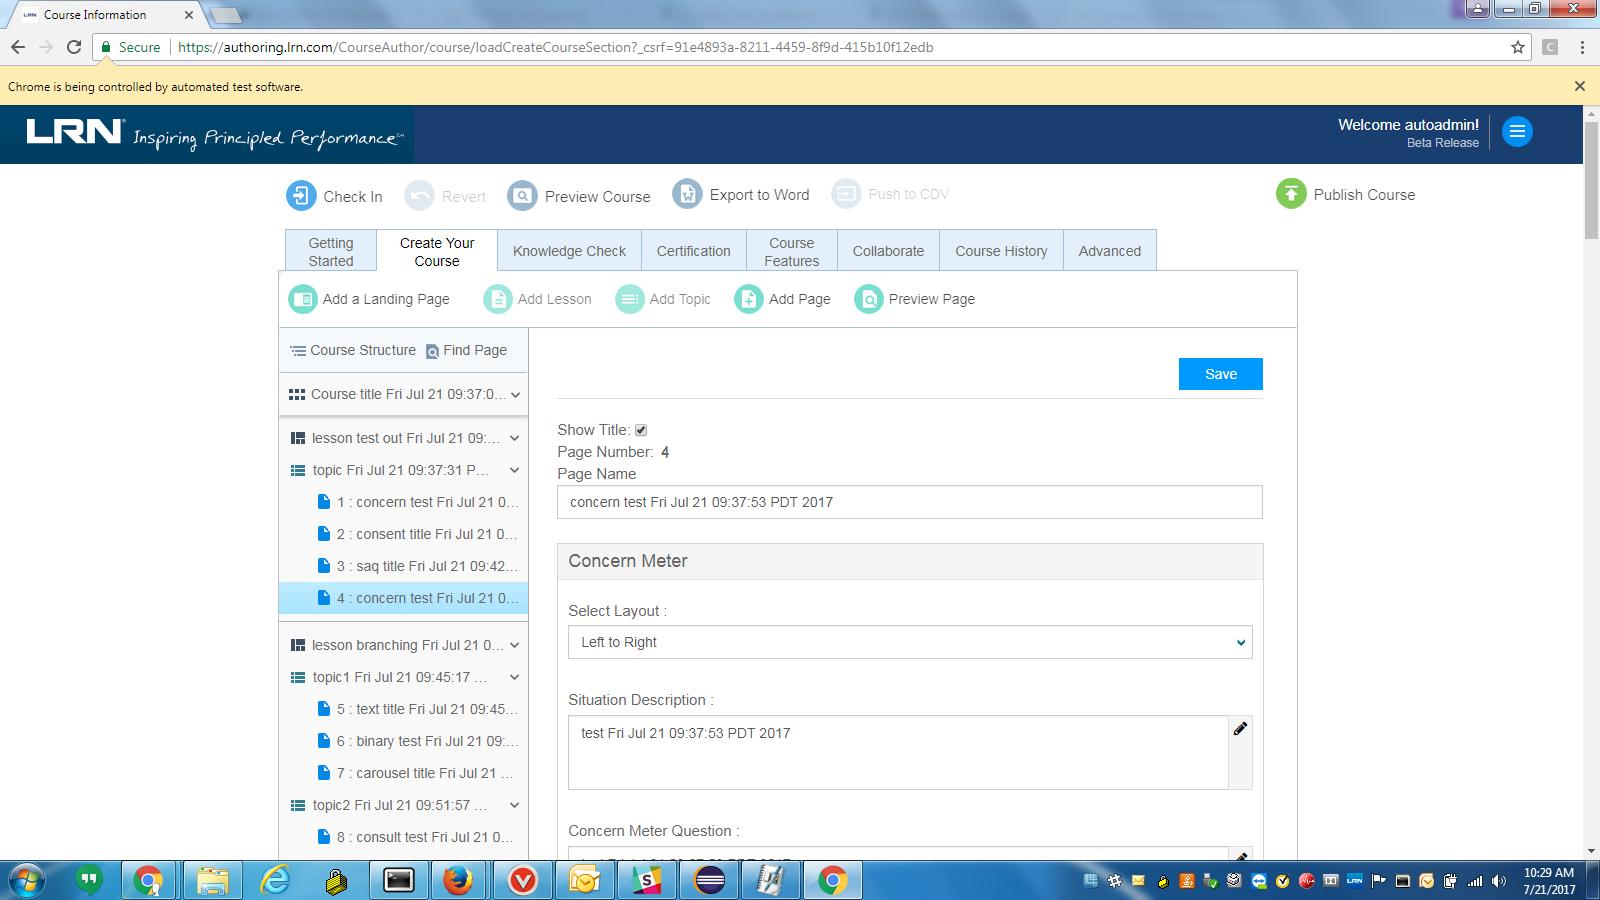 LRN Course Information
Secure https://authoring.lrn.com/CourseAuthor/course/loadCreateCourseSection?_csrf=91e4893a-8211-4459-8f9d-415b10f12edb
C
Chrome is being controlled by automated test software.
LRN Inspiring Principled Performance
Welcome autoadmin!
Beta Release
Check In Revert Preview Course Export to Word Push to CDV Publish Course
Getting Started
Create Your Course
Knowledge Check
Certification
Course Features
Collaborate
Course History
Advanced
Add a Landing Page Add Lesson Add Topic Add Page Preview Page
Course Structure Find Page
Course title Fri Jul 21 09:37:0...
lesson test out Fri Jul 21 09:...
topic Fri Jul 21 09:37:31 P...
1 : concern test Fri Jul 21 0...
2 : consent title Fri Jul 21 0...
3 : saq title Fri Jul 21 09:42...
4 : concern test Fri Jul 21 0...
lesson branching Fri Jul 21 0...
topic1 Fri Jul 21 09:45:17 ...
5 : text title Fri Jul 21 09:45...
6 : binary test Fri Jul 21 09:...
7 : carousel title Fri Jul 21 ...
topic2 Fri Jul 21 09:51:57 ...
8 : consult test Fri Jul 21 0...
Save
Show Title:
Page Number: 4
Page Name
concern test Fri Jul 21 09:37:53 PDT 2017
Concern Meter
Select Layout :
Left to Right
Situation Description :
test Fri Jul 21 09:37:53 PDT 2017
Concern Meter Question :
LRN
10:29 AM
7/21/2017